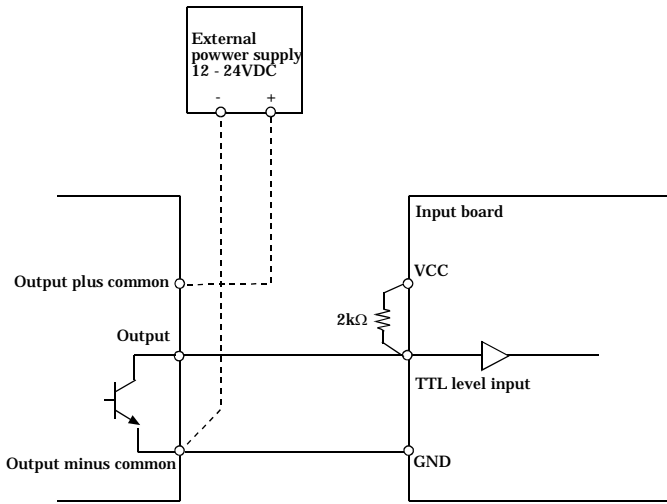 External
powwer supply
12 - 24VDC
- +
Input board
Output plus common
VCC
2kΩ
Output
TTL level input
Output minus common
GND